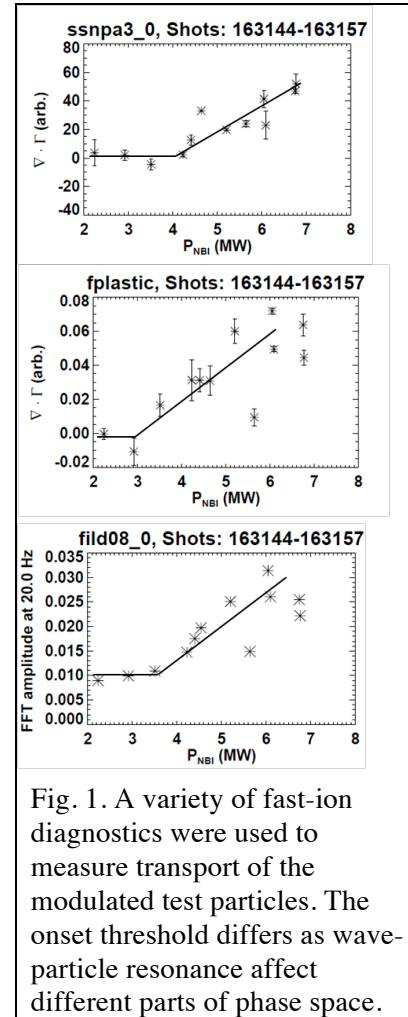 ssnpa3_0, Shots: 163144-163157
80
60
40
20
0
-20
-40
∇ · Γ (arb.)
2 3 4 5 6 7 8
P_NBI (MW)
fplastic, Shots: 163144-163157
0.08
0.06
0.04
0.02
0.00
-0.02
∇ · Γ (arb.)
2 3 4 5 6 7 8
P_NBI (MW)
fild08_0, Shots: 163144-163157
0.035
0.030
0.025
0.020
0.015
0.010
0.005
0.000
FFT amplitude at 20.0 Hz
2 3 4 5 6 7 8
P_NBI (MW)
Fig. 1. A variety of fast-ion
diagnostics were used to
measure transport of the
modulated test particles. The
onset threshold differs as wave-
particle resonance affect
different parts of phase space.